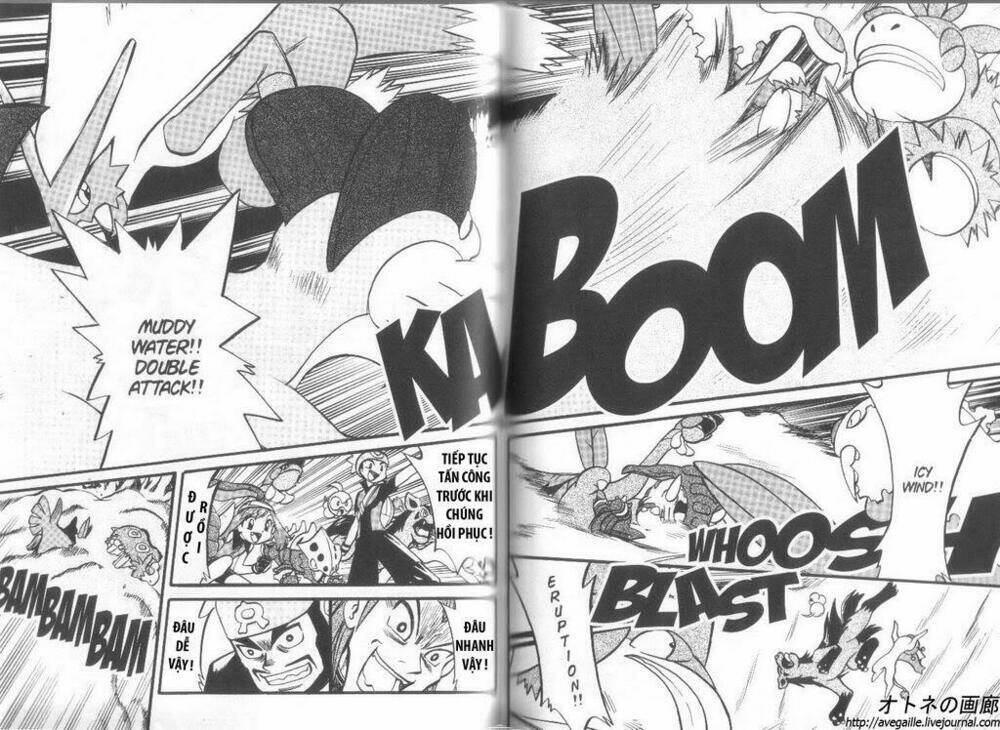 MUDDY
WATER!!
DOUBLE
ATTACK!!
KABOOM
ICY
WIND!!
WHOOSH
ERUPTION!!
BLAST
BAMBAMBAM
TIẾP TỤC
TẤN CÔNG
TRƯỚC KHI
CHÚNG
HỒI PHỤC!
ĐƯỢC
RỒI
ĐÂU
DỄ
VẬY!
ĐÂU
NHANH
VẬY!
オトネの画廊
http://avegaille.livejournal.com